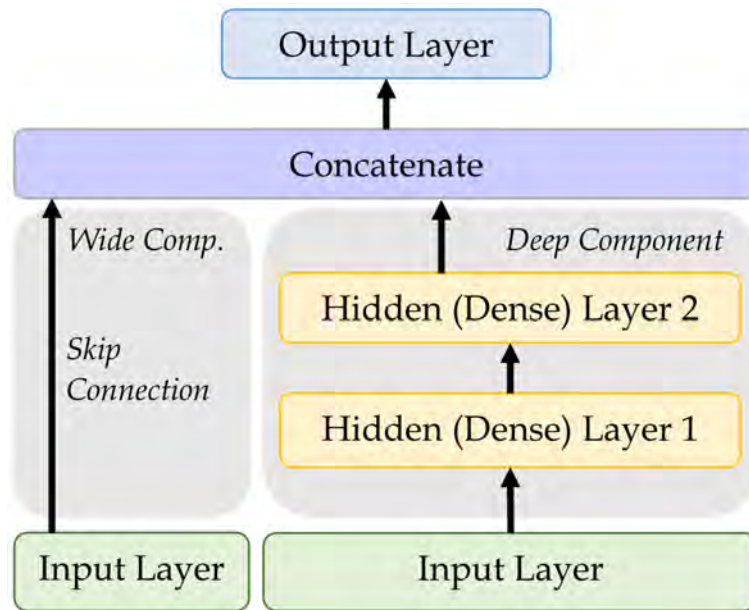 Output Layer
Concatenate
Wide Comp.
Deep Component
Hidden (Dense) Layer 2
Skip
Connection
Hidden (Dense) Layer 1
Input Layer
Input Layer